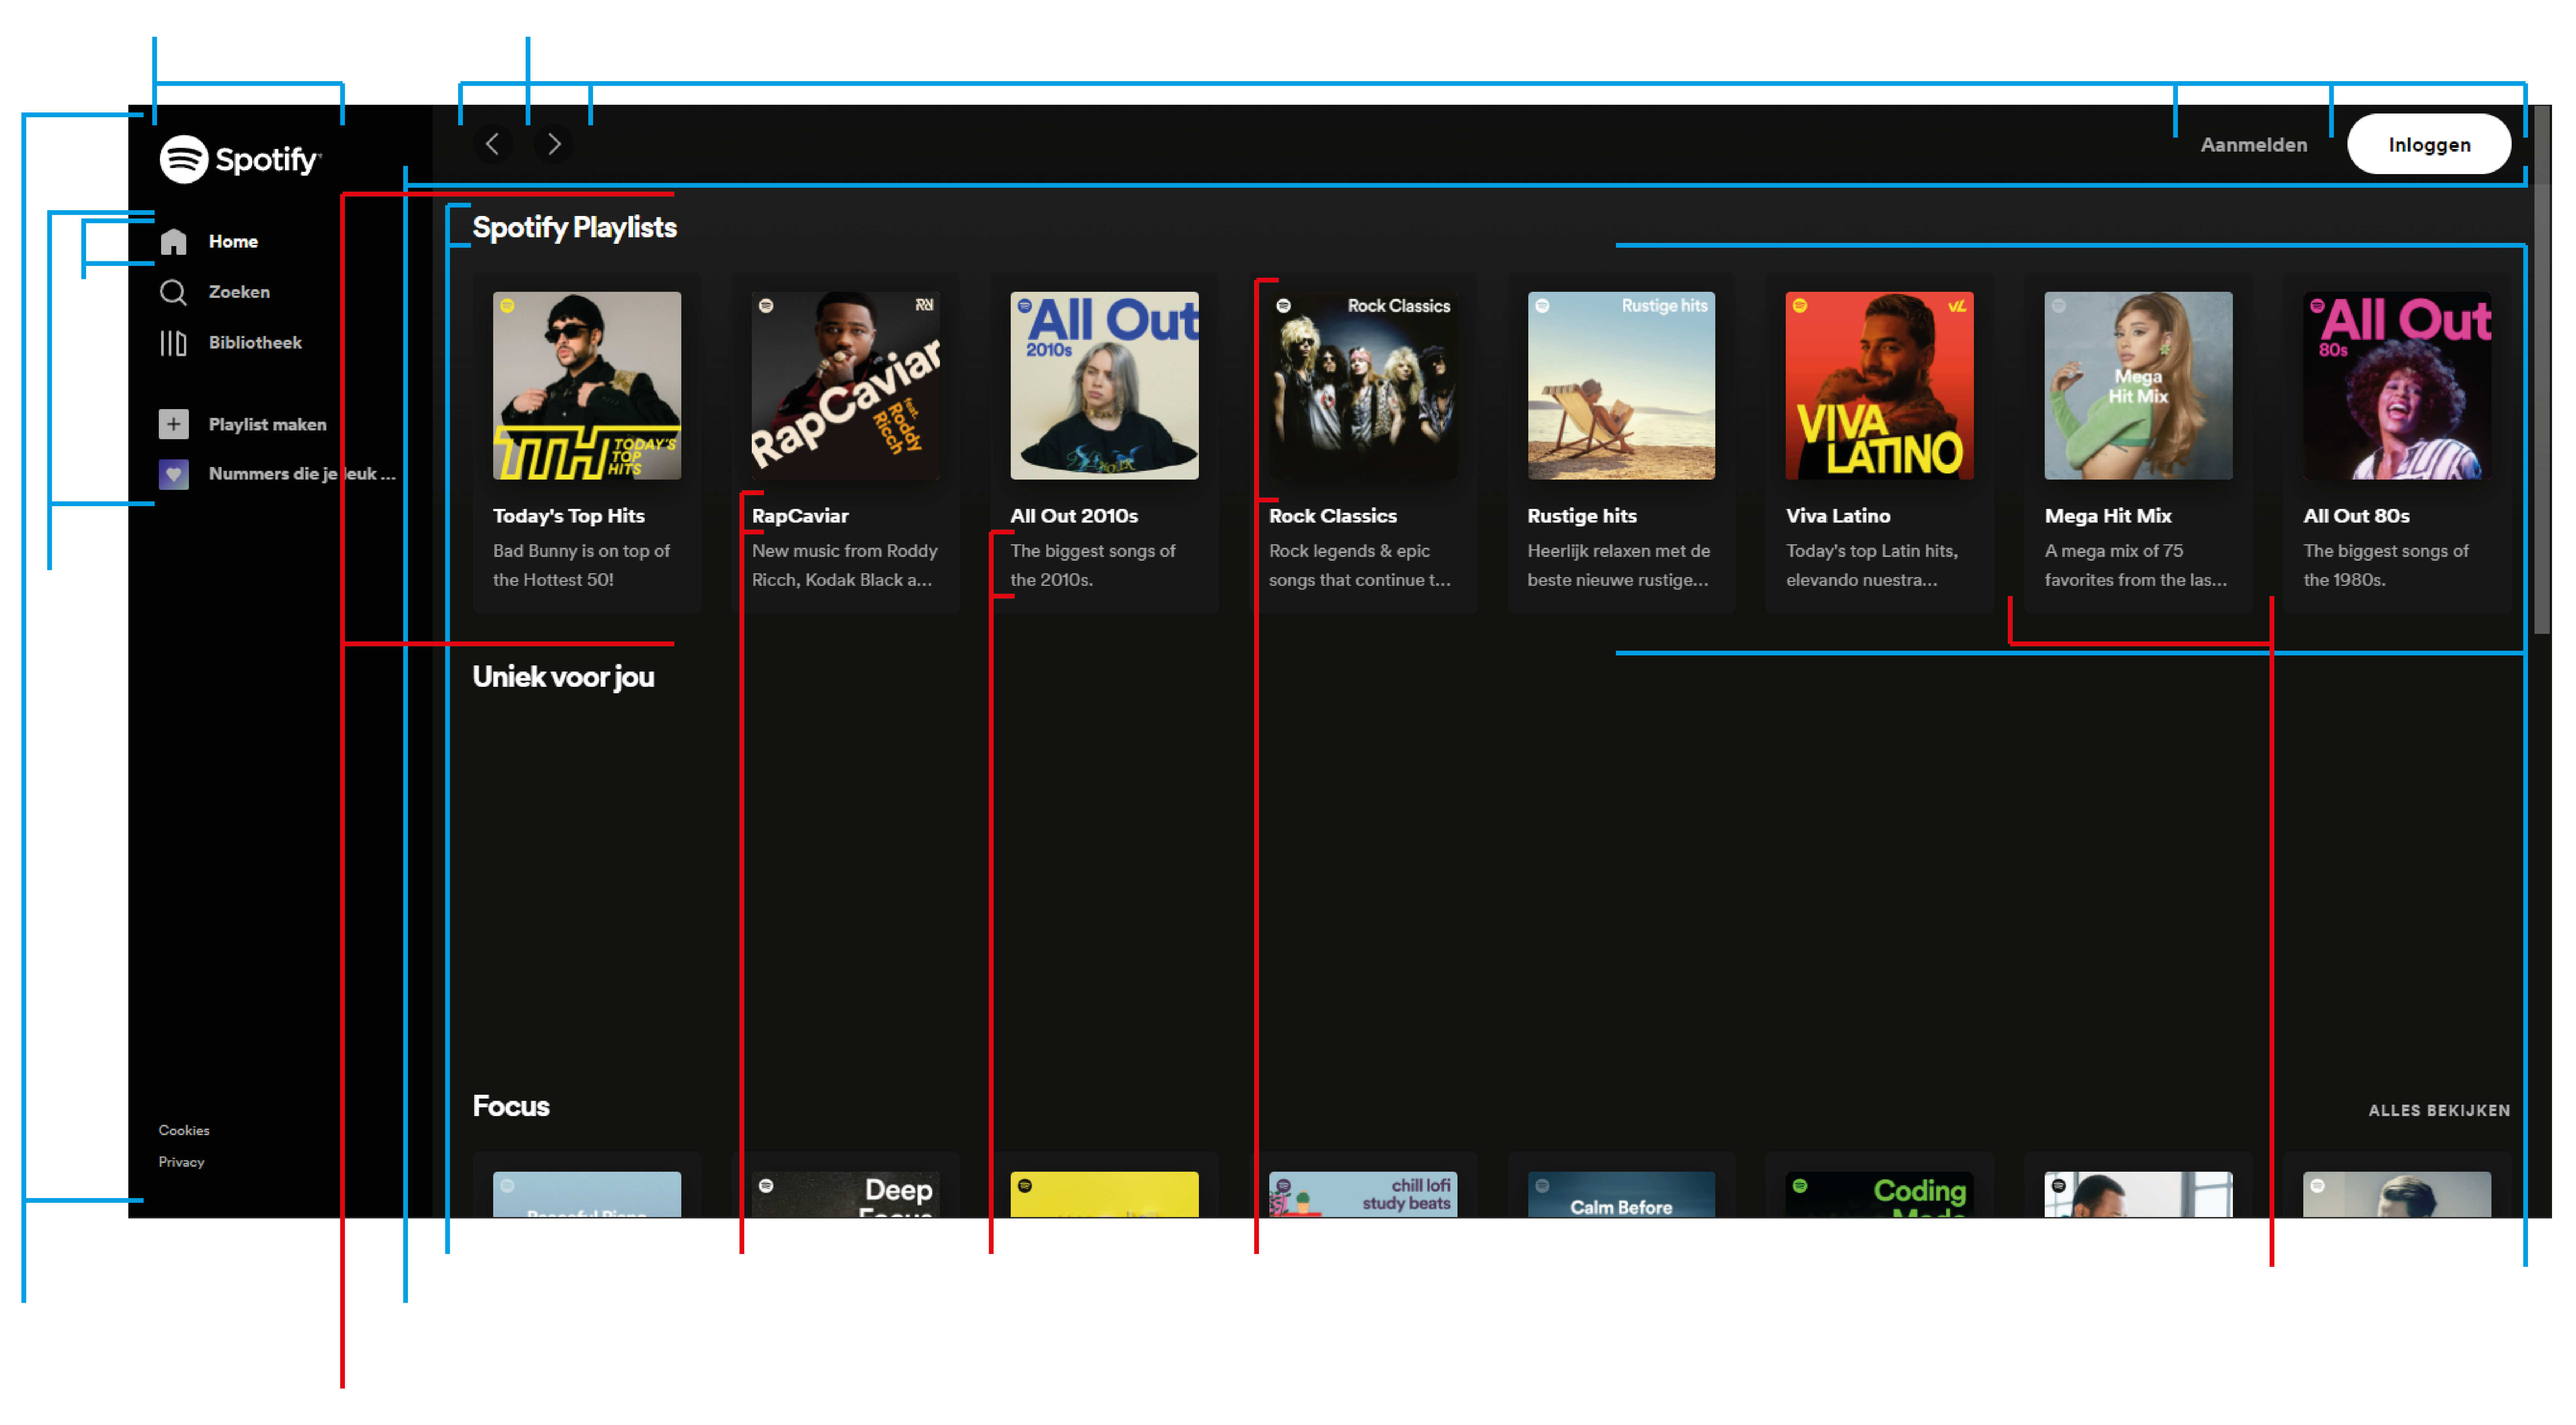 Spotify
Aanmelden
Inloggen
Home
Zoeken
Bibliotheek
Playlist maken
Nummers die je leuk ...
Cookies
Privacy
Spotify Playlists
TTH TODAY'S TOP HITS
Today's Top Hits
Bad Bunny is on top of
the Hottest 50!
RapCaviar
feat. Roddy Ricch
RapCaviar
New music from Roddy
Ricch, Kodak Black a...
All Out
2010s
All Out 2010s
The biggest songs of
the 2010s.
Rock Classics
Rock Classics
Rock legends & epic
songs that continue t...
Rustige hits
Rustige hits
Heerlijk relaxen met de
beste nieuwe rustige...
VL
VIVA
LATINO
Viva Latino
Today's top Latin hits,
elevando nuestra...
Mega
Hit Mix
Mega Hit Mix
A mega mix of 75
favorites from the las...
All Out
80s
All Out 80s
The biggest songs of
the 1980s.
Uniek voor jou
Focus
ALLES BEKIJKEN
Peaceful Piano
Deep
Focus
chill lofi
study beats
Calm Before
Coding
Mode